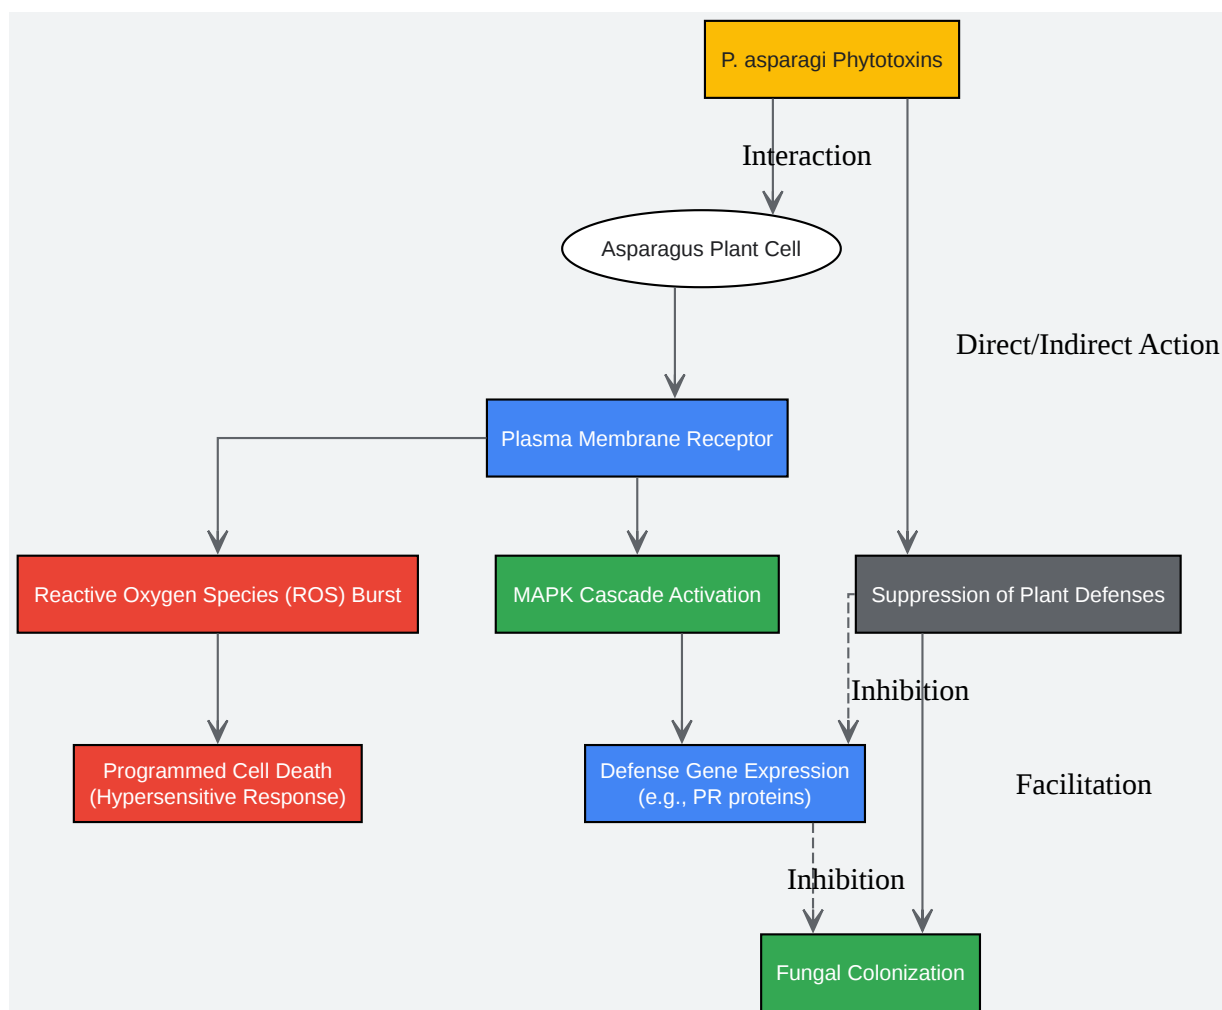 P. asparagi Phytotoxins
Interaction
Asparagus Plant Cell
Direct/Indirect Action
Plasma Membrane Receptor
Reactive Oxygen Species (ROS) Burst
MAPK Cascade Activation
Suppression of Plant Defenses
Inhibition
Programmed Cell Death
(Hypersensitive Response)
Defense Gene Expression
(e.g., PR proteins)
Facilitation
Inhibition
Fungal Colonization